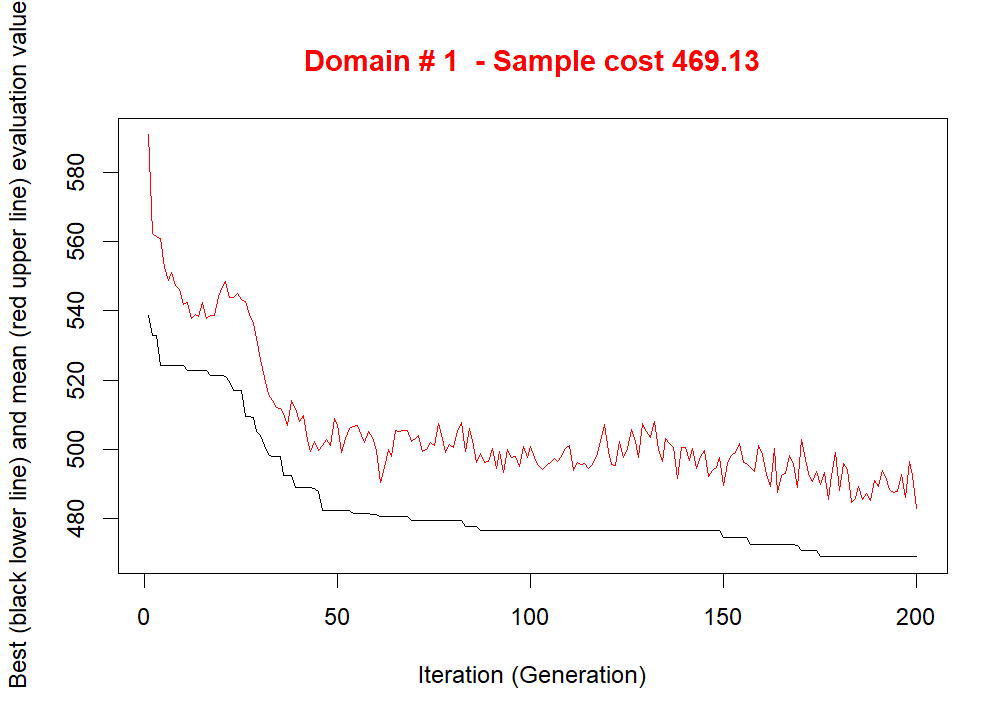 Domain # 1  - Sample cost 469.13
Best (black lower line) and mean (red upper line) evaluation value
580
560
540
520
500
480
0 50 100 150 200
Iteration (Generation)